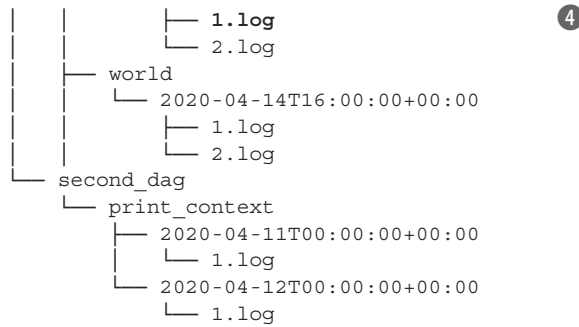 │   │       ├── 1.log ❹
│   │       └── 2.log
│   ├── world
│   │   └── 2020-04-14T16:00:00+00:00
│   │       ├── 1.log
│   │       └── 2.log
└── second_dag
    └── print_context
        ├── 2020-04-11T00:00:00+00:00
        │   └── 1.log
        └── 2020-04-12T00:00:00+00:00
            └── 1.log